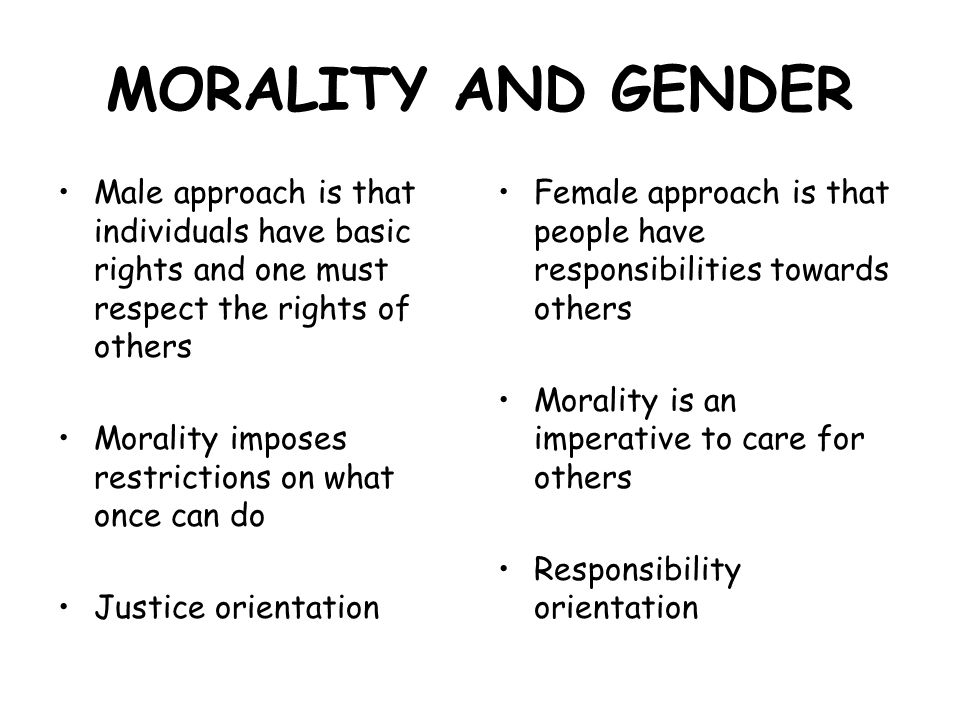 MORALITY AND GENDER
• Male approach is that
individuals have basic
rights and one must
respect the rights of
others
• Morality imposes
restrictions on what
once can do
• Justice orientation
• Female approach is that
people have
responsibilities towards
others
• Morality is an
imperative to care for
others
• Responsibility
orientation